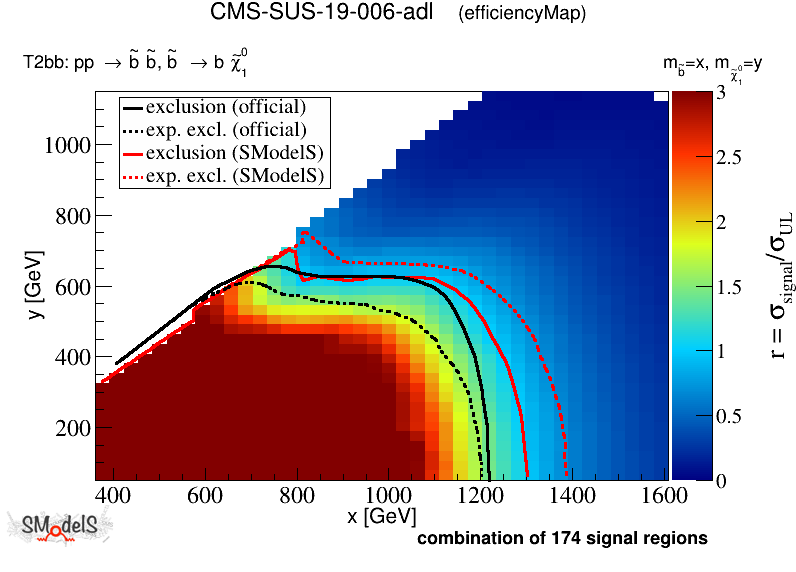 CMS-SUS-19-006-adl (efficiencyMap)
T2bb: pp → b̃ b̃, b̃ → b χ̃₁⁰
m_b̃=x, m_χ̃₁⁰=y
exclusion (official)
exp. excl. (official)
exclusion (SModelS)
exp. excl. (SModelS)
1000
800
600
400
200
y [GeV]
400 600 800 1000 1200 1400 1600
x [GeV]
3
2.5
2
1.5
1
0.5
0
r = σ_signal/σ_UL
SModelS
combination of 174 signal regions